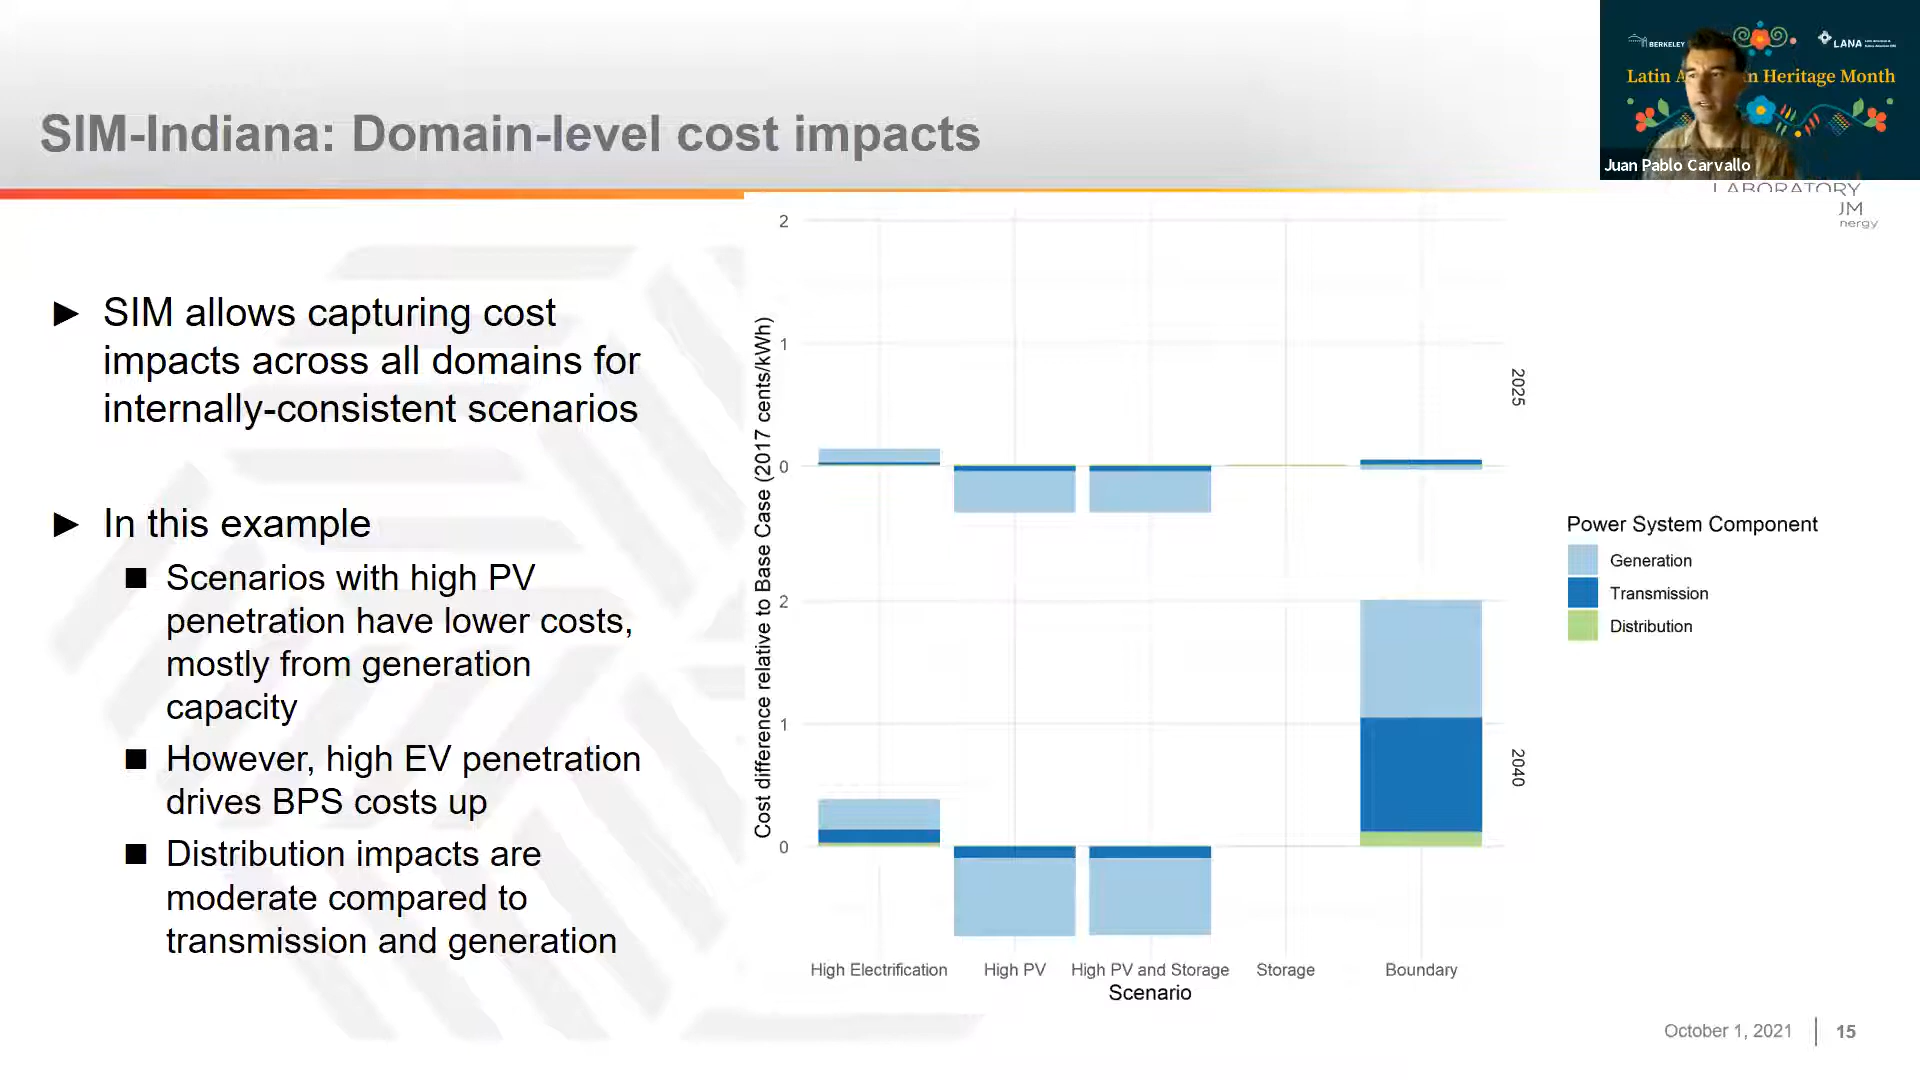 BERKELEY
LANA
Latin A n Heritage Month
Juan Pablo Carvallo
LABORATORY
JM
nergy
SIM-Indiana: Domain-level cost impacts
► SIM allows capturing cost
impacts across all domains for
internally-consistent scenarios
► In this example
■ Scenarios with high PV
penetration have lower costs,
mostly from generation
capacity
■ However, high EV penetration
drives BPS costs up
■ Distribution impacts are
moderate compared to
transmission and generation
Cost difference relative to Base Case (2017 cents/kWh)
2
1
0
2025
2
1
0
2040
High Electrification
High PV
High PV and Storage
Storage
Boundary
Scenario
Power System Component
Generation
Transmission
Distribution
October 1, 2021
15